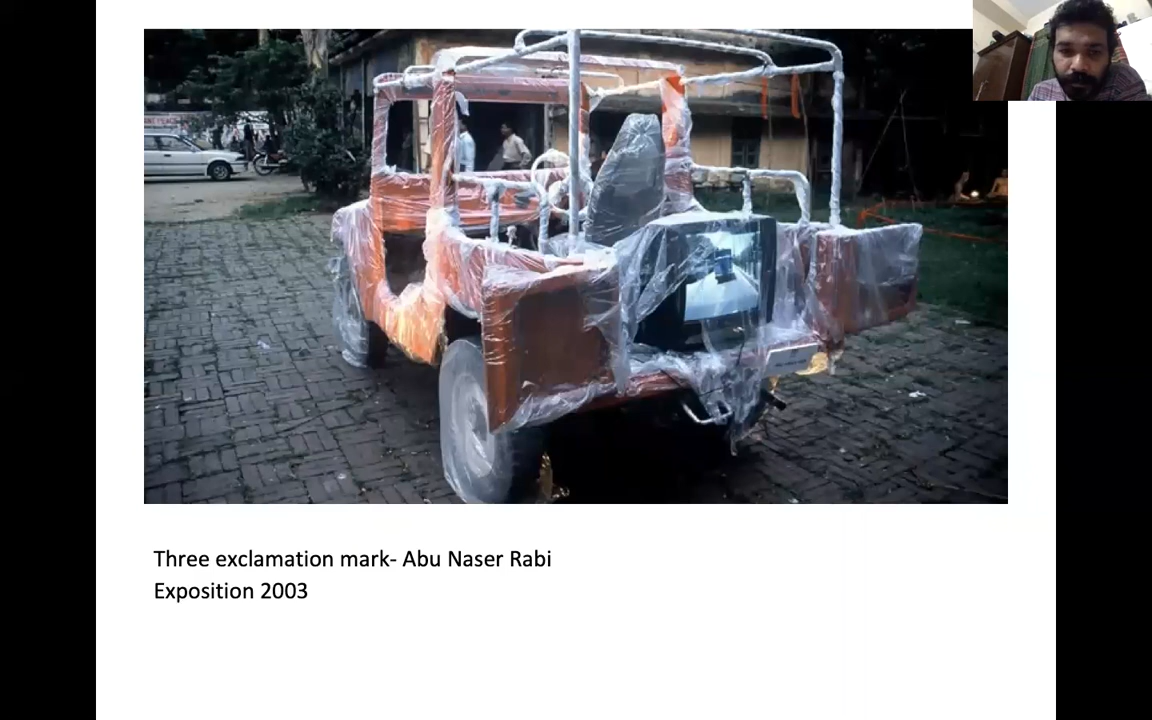 Three exclamation mark- Abu Naser Rabi
Exposition 2003